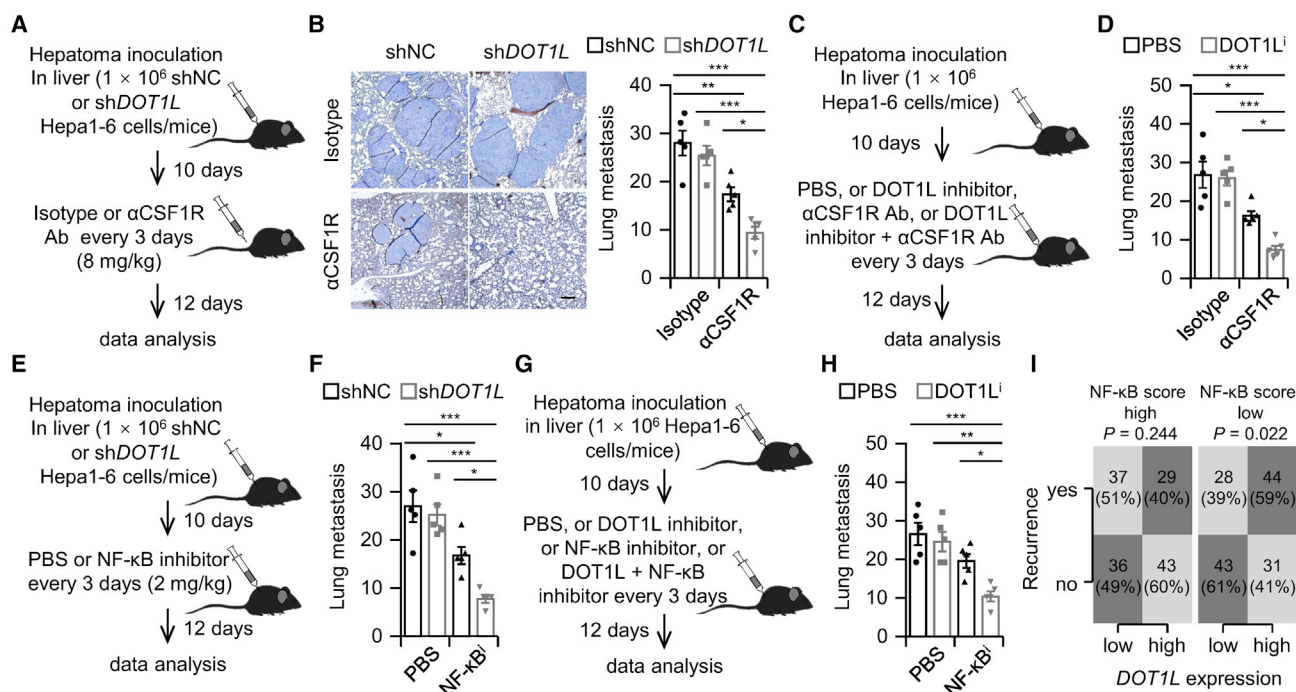 A
Hepatoma inoculation
In liver (1 × 10⁶ shNC
or shDOT1L
Hepa1-6 cells/mice)
10 days
Isotype or αCSF1R
Ab every 3 days
(8 mg/kg)
12 days
data analysis
B
shNC shDOT1L
Isotype
αCSF1R
shNC shDOT1L
***
**
***
*
Lung metastasis
40
30
20
10
0
Isotype
αCSF1R
C
Hepatoma inoculation
In liver (1 × 10⁶
Hepa1-6 cells/mice)
10 days
PBS, or DOT1L inhibitor,
αCSF1R Ab, or DOT1L
inhibitor + αCSF1R Ab
every 3 days
12 days
data analysis
D
PBS DOT1Lⁱ
***
*
***
*
Lung metastasis
50
40
30
20
10
0
Isotype
αCSF1R
E
Hepatoma inoculation
In liver (1 × 10⁶ shNC
or shDOT1L
Hepa1-6 cells/mice)
10 days
PBS or NF-κB inhibitor
every 3 days (2 mg/kg)
12 days
data analysis
F
shNC shDOT1L
***
*
***
*
Lung metastasis
40
30
20
10
0
PBS
NF-κBⁱ
G
Hepatoma inoculation
in liver (1 × 10⁶ Hepa1-6
cells/mice)
10 days
PBS, or DOT1L inhibitor,
or NF-κB inhibitor, or
DOT1L + NF-κB
inhibitor every 3 days
12 days
data analysis
H
PBS DOT1Lⁱ
***
**
*
Lung metastasis
50
40
30
20
10
0
PBS
NF-κBⁱ
I
NF-κB score
high
P = 0.244
NF-κB score
low
P = 0.022
Recurrence
yes
no
37
(51%)
29
(40%)
28
(39%)
44
(59%)
36
(49%)
43
(60%)
43
(61%)
31
(41%)
low high low high
DOT1L expression